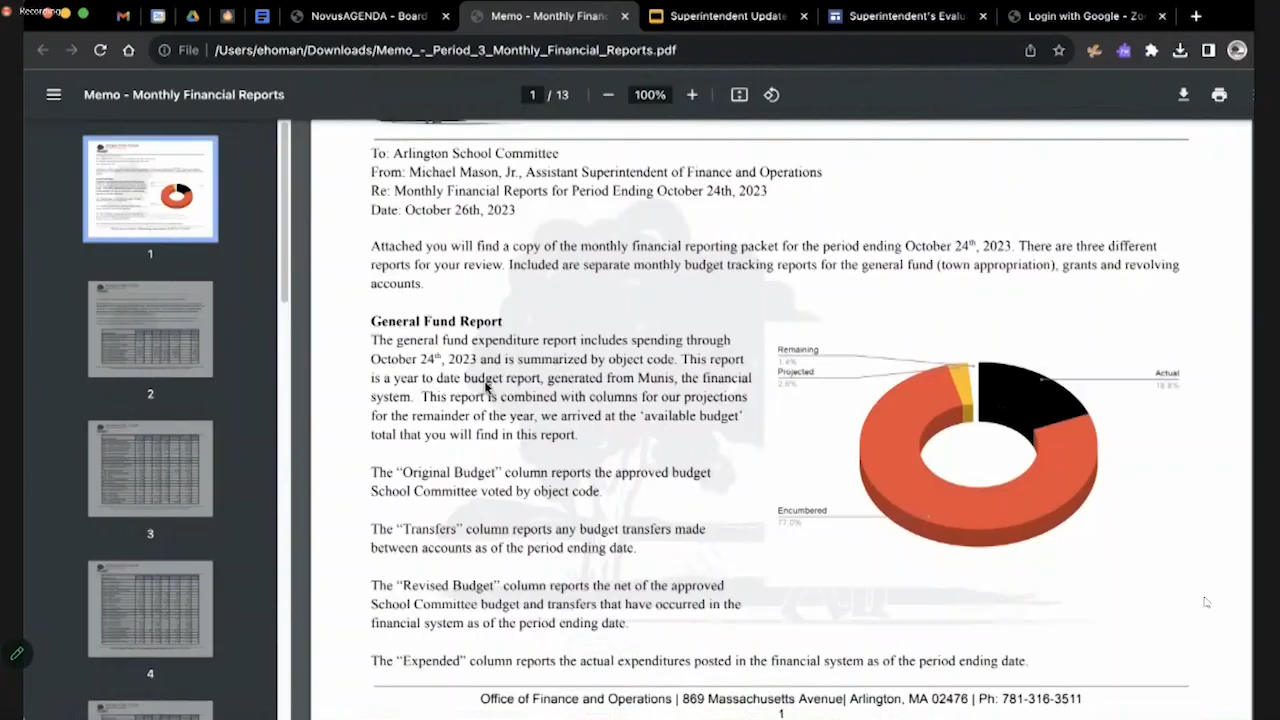 Recording
NovusAGENDA - Board
Memo - Monthly Financ
Superintendent Update
Superintendent's Evalu
Login with Google - Zo
File
/Users/ehoman/Downloads/Memo_-_Period_3_Monthly_Financial_Reports.pdf
Memo - Monthly Financial Reports
1 / 13
100%
1
2
3
4
To: Arlington School Committee
From: Michael Mason, Jr., Assistant Superintendent of Finance and Operations
Re: Monthly Financial Reports for Period Ending October 24th, 2023
Date: October 26th, 2023
Attached you will find a copy of the monthly financial reporting packet for the period ending October 24th, 2023. There are three different
reports for your review. Included are separate monthly budget tracking reports for the general fund (town appropriation), grants and revolving
accounts.
General Fund Report
The general fund expenditure report includes spending through
October 24th, 2023 and is summarized by object code. This report
is a year to date budget report, generated from Munis, the financial
system. This report is combined with columns for our projections
for the remainder of the year, we arrived at the 'available budget'
total that you will find in this report.
The "Original Budget" column reports the approved budget
School Committee voted by object code.
The "Transfers" column reports any budget transfers made
between accounts as of the period ending date.
The "Revised Budget" column reports the net of the approved
School Committee budget and transfers that have occurred in the
financial system as of the period ending date.
Remaining
1.4%
Projected
2.8%
Actual
18.8%
Encumbered
77.0%
The "Expended" column reports the actual expenditures posted in the financial system as of the period ending date.
Office of Finance and Operations | 869 Massachusetts Avenue| Arlington, MA 02476 | Ph: 781-316-3511
1